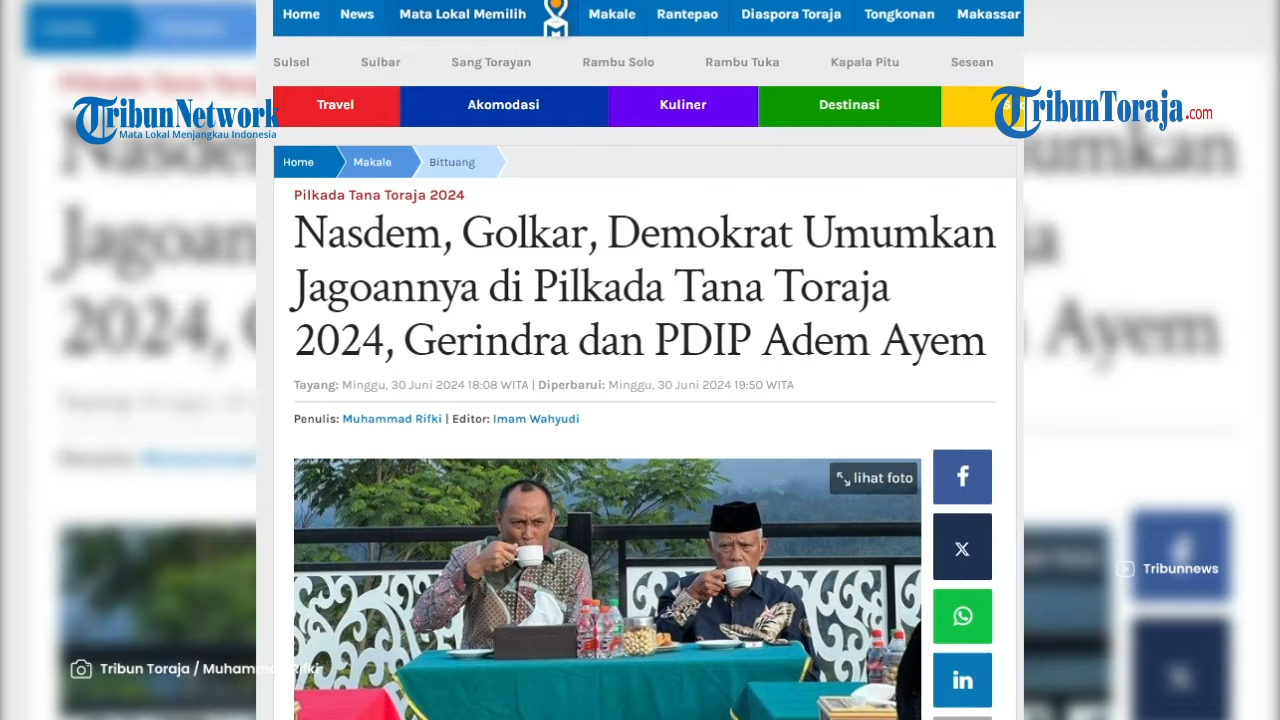 Home News Mata Lokal Memilih M Makale Rantepao Diaspora Toraja Tongkonan Makassar
Sulsel Sulbar Sang Torayan Rambu Solo Rambu Tuka Kapala Pitu Sesean
Travel Akomodasi Kuliner Destinasi
TribunNetwork
Mata Lokal Menjangkau Indonesia
TribunToraja.com
Home Makale Bittuang
Pilkada Tana Toraja 2024
Nasdem, Golkar, Demokrat Umumkan
Jagoannya di Pilkada Tana Toraja
2024, Gerindra dan PDIP Adem Ayem
Tayang: Minggu, 30 Juni 2024 18:08 WITA | Diperbarui: Minggu, 30 Juni 2024 19:50 WITA
Penulis: Muhammad Rifki | Editor: Imam Wahyudi
lihat foto
Tribunnews
Tribun Toraja / Muhammad Rifki